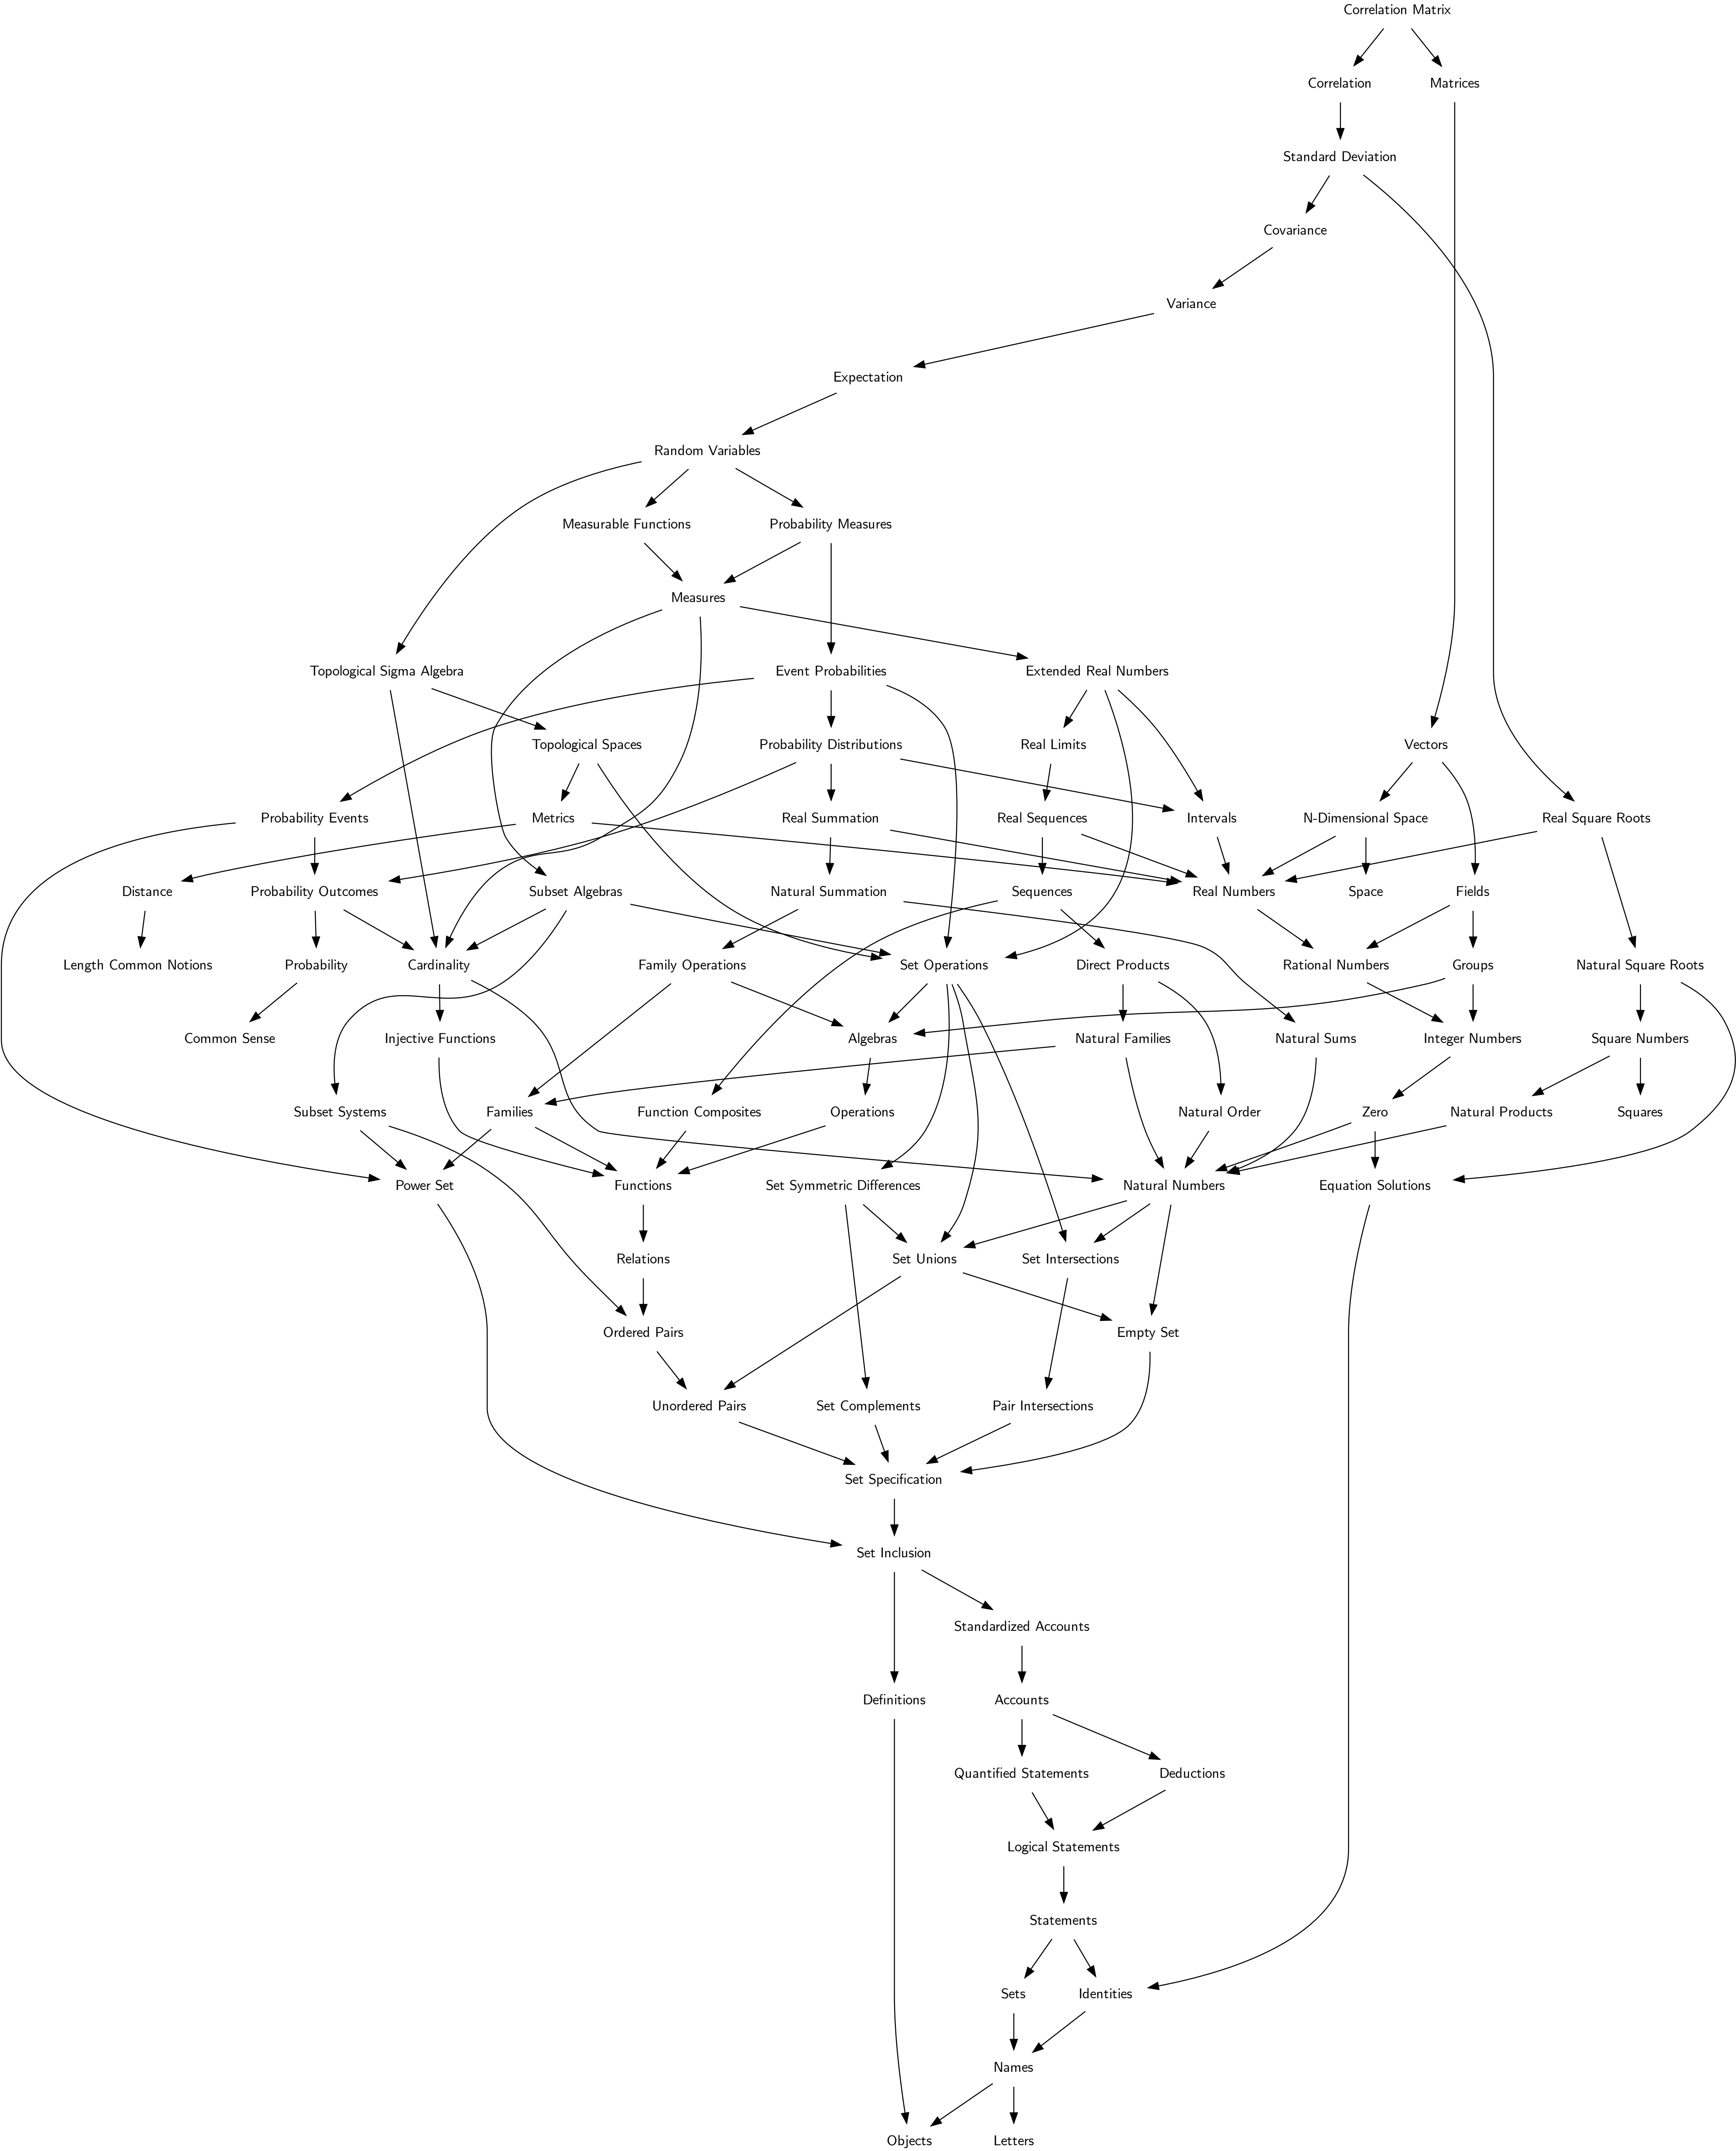 Correlation Matrix
Correlation
Matrices
Standard Deviation
Covariance
Variance
Expectation
Random Variables
Measurable Functions
Probability Measures
Measures
Topological Sigma Algebra
Event Probabilities
Extended Real Numbers
Topological Spaces
Probability Distributions
Real Limits
Vectors
Probability Events
Metrics
Real Summation
Real Sequences
Intervals
N-Dimensional Space
Real Square Roots
Distance
Probability Outcomes
Subset Algebras
Natural Summation
Sequences
Real Numbers
Space
Fields
Length Common Notions
Probability
Cardinality
Family Operations
Set Operations
Direct Products
Rational Numbers
Groups
Natural Square Roots
Common Sense
Injective Functions
Algebras
Natural Families
Natural Sums
Integer Numbers
Square Numbers
Subset Systems
Families
Function Composites
Operations
Natural Order
Zero
Natural Products
Squares
Power Set
Functions
Set Symmetric Differences
Natural Numbers
Equation Solutions
Relations
Set Unions
Set Intersections
Ordered Pairs
Empty Set
Unordered Pairs
Set Complements
Pair Intersections
Set Specification
Set Inclusion
Standardized Accounts
Definitions
Accounts
Quantified Statements
Deductions
Logical Statements
Statements
Sets
Identities
Names
Objects
Letters